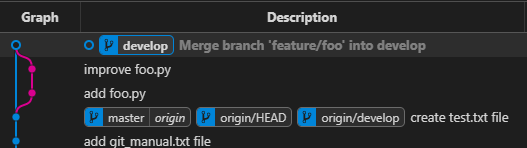 Graph Description
develop Merge branch 'feature/foo' into develop
improve foo.py
add foo.py
master origin origin/HEAD origin/develop create test.txt file
add git_manual.txt file